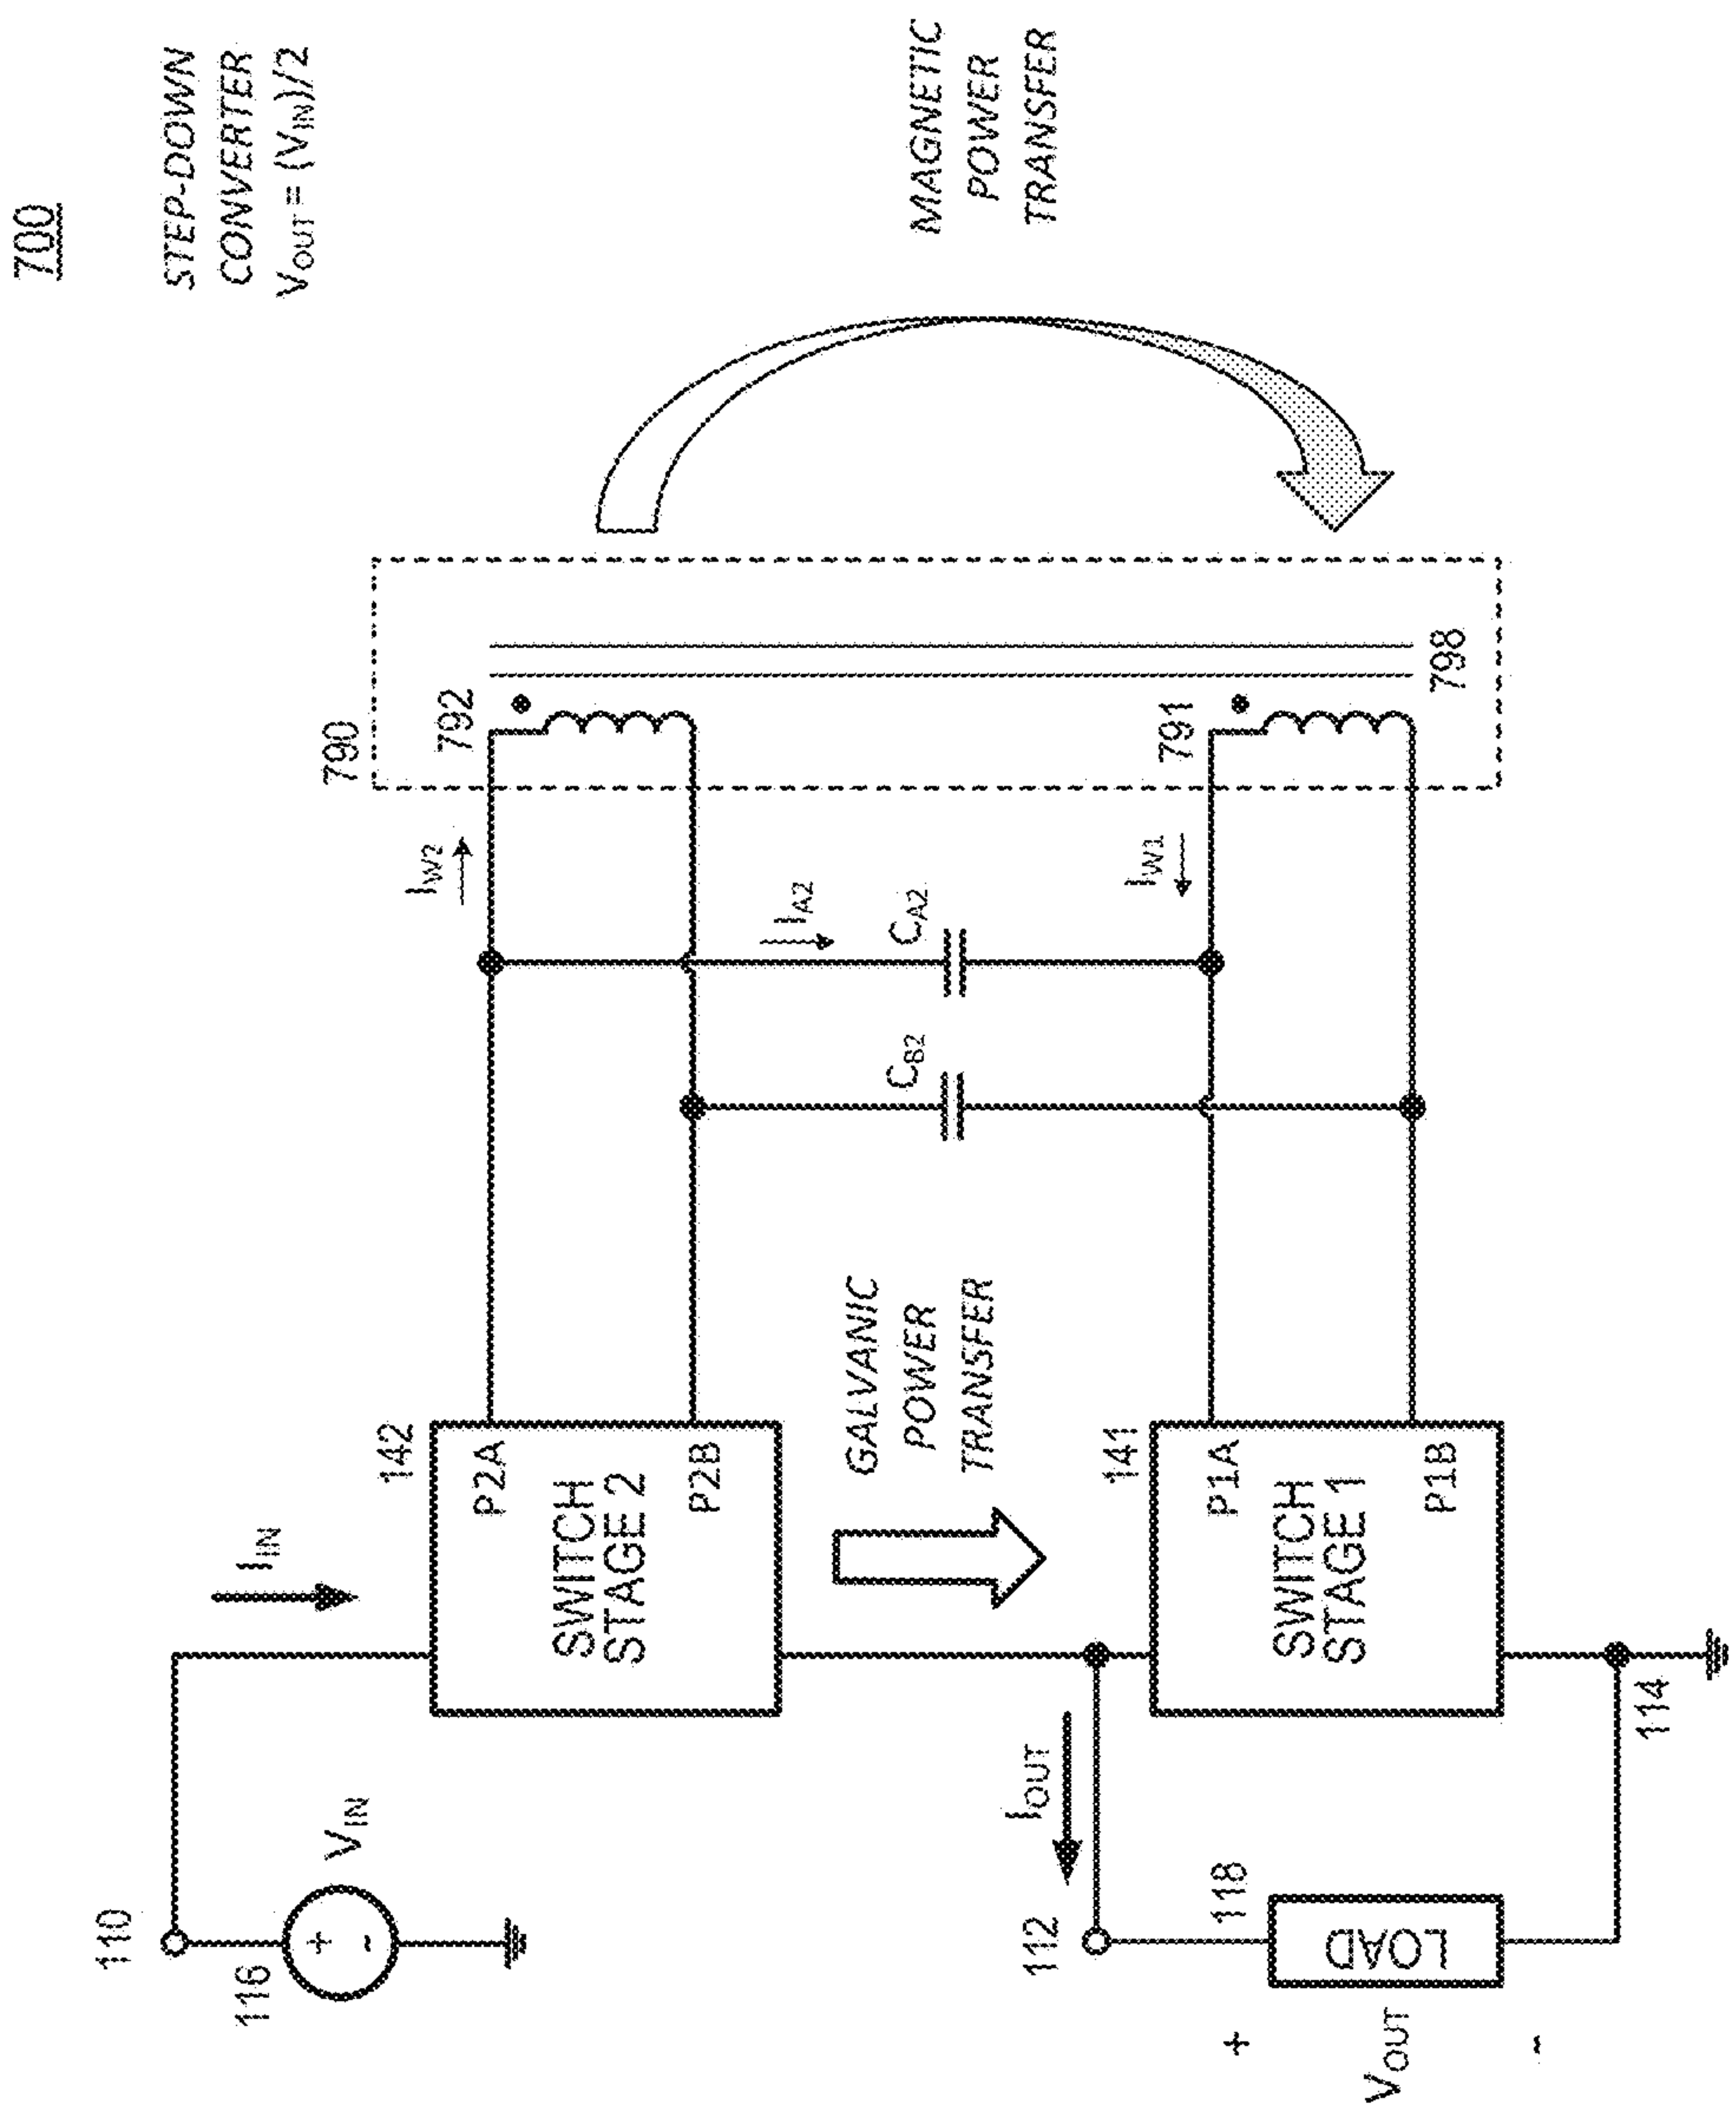 700
STEP-DOWN
CONVERTER
VOUT = (VIN)/2
MAGNETIC
POWER
TRANSFER
790
792
791
798
IW2
IA2
CA2
CB2
IW1
GALVANIC
POWER
TRANSFER
142
P2A
P2B
SWITCH
STAGE 2
141
P1A
P1B
SWITCH
STAGE 1
IIN
110
116
+
-
VIN
IOUT
112
118
LOAD
114
+
VOUT
-